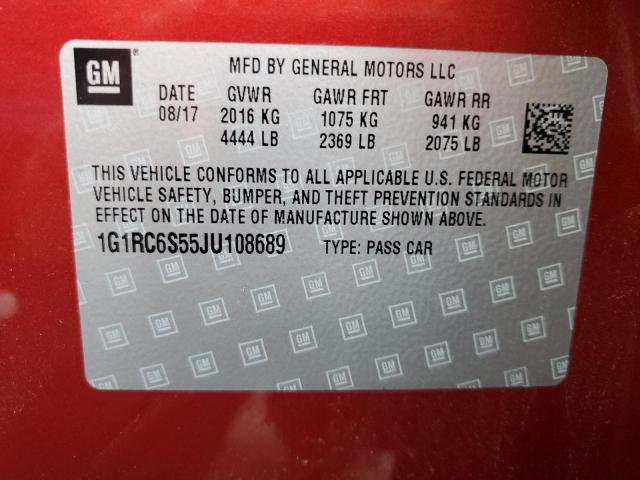 GM
MFD BY GENERAL MOTORS LLC
DATE GVWR GAWR FRT GAWR RR
08/17 2016 KG 1075 KG 941 KG
4444 LB 2369 LB 2075 LB
THIS VEHICLE CONFORMS TO ALL APPLICABLE U.S. FEDERAL MOTOR
VEHICLE SAFETY, BUMPER, AND THEFT PREVENTION STANDARDS IN
EFFECT ON THE DATE OF MANUFACTURE SHOWN ABOVE.
1G1RC6S55JU108689 TYPE: PASS CAR